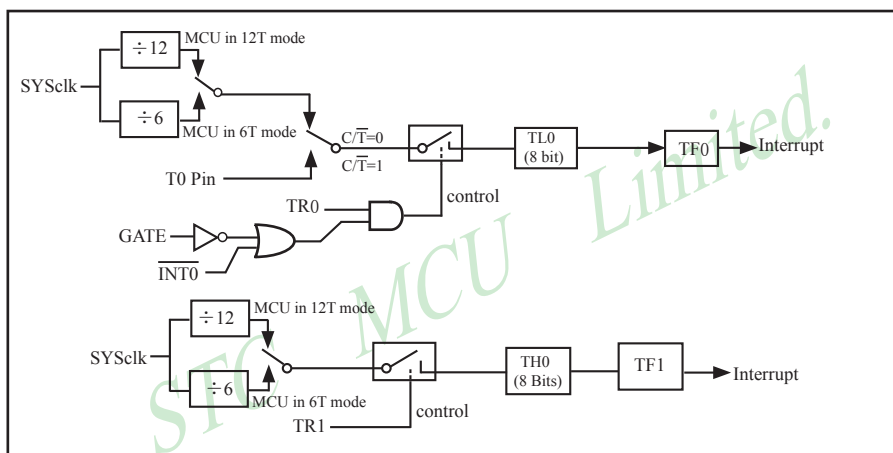 ÷12
MCU in 12T mode
SYSclk
÷6
MCU in 6T mode
C/T̅=0
C/T̅=1
T0 Pin
TL0
(8 bit)
TF0
Interrupt
control
TR0
GATE
I̅N̅T̅0̅
÷12
MCU in 12T mode
SYSclk
÷6
MCU in 6T mode
TH0
(8 Bits)
TF1
Interrupt
control
TR1
STC MCU Limited.